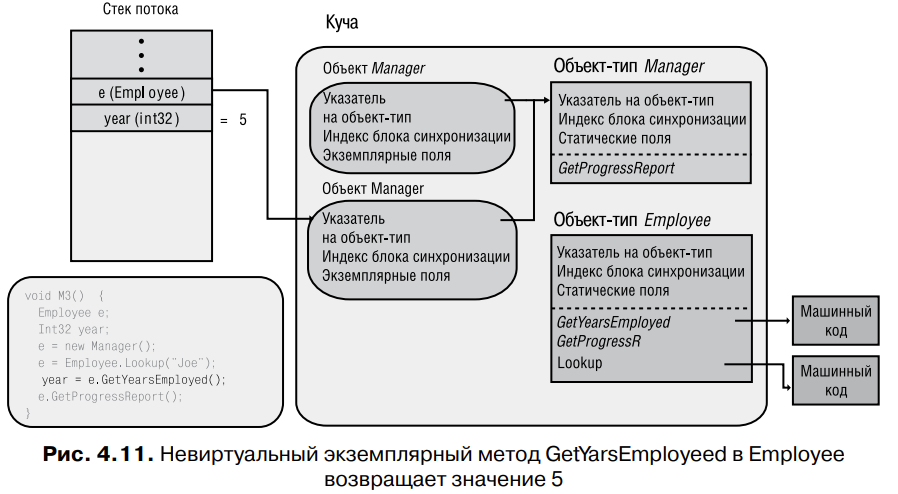 Стек потока
Куча
e (Empl oyee)
year (int32)
= 5
Объект Manager
Указатель
на объект-тип
Индекс блока синхронизации
Экземплярные поля
Объект Manager
Указатель
на объект-тип
Индекс блока синхронизации
Экземплярные поля
Объект-тип Manager
Указатель на объект-тип
Индекс блока синхронизации
Статические поля
GetProgressReport
Объект-тип Employee
Указатель на объект-тип
Индекс блока синхронизации
Статические поля
GetYearsEmployed
GetProgressR
Lookup
Машинный
код
Машинный
код
void M3() {
Employee e;
Int32 year;
e = new Manager();
e = Employee.Lookup("Joe");
year = e.GetYearsEmployed();
e.GetProgressReport();
}
Рис. 4.11. Невиртуальный экземплярный метод GetYarsEmployeed в Employee
возвращает значение 5